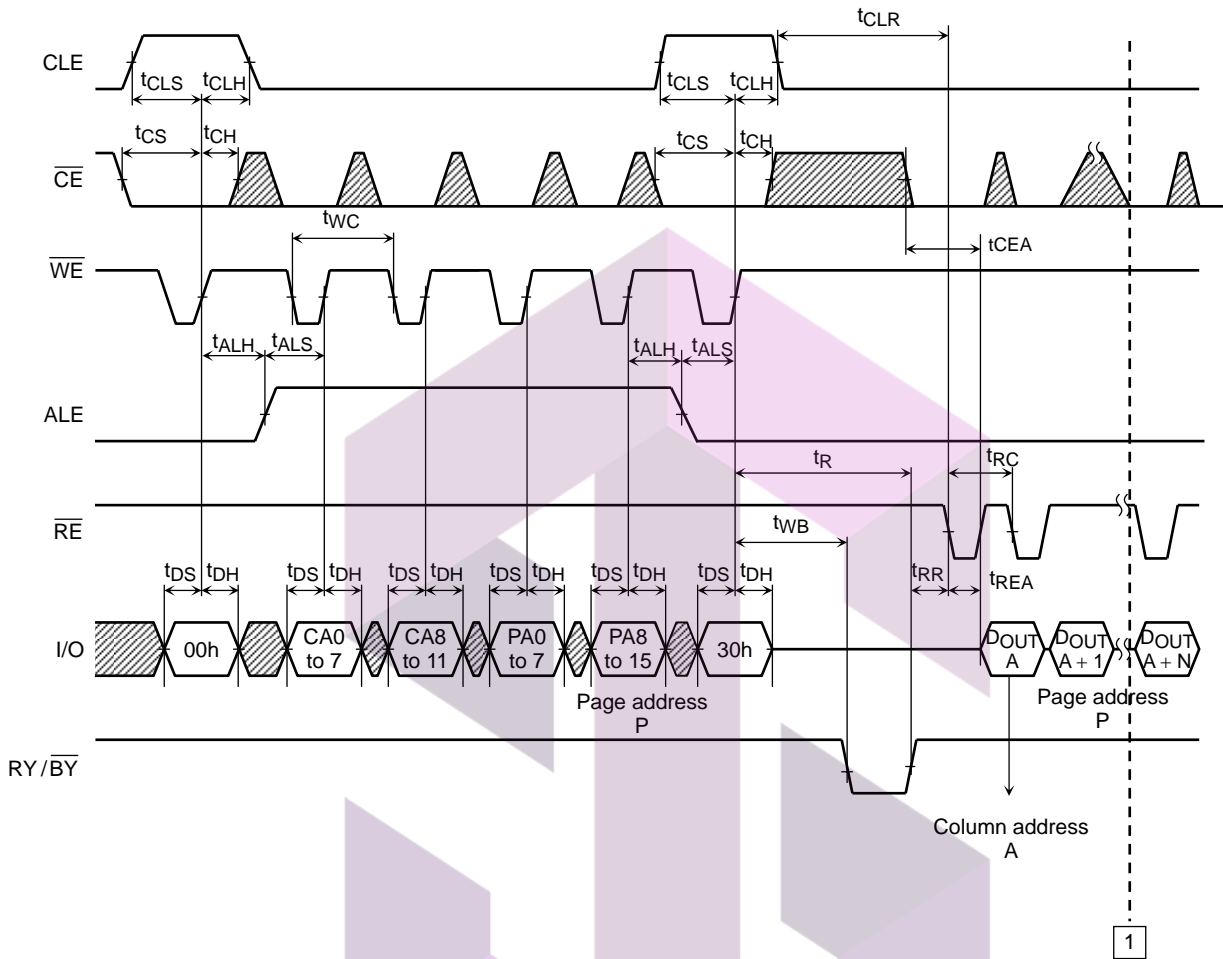 tCLR
CLE
tCLS tCLH tCLS tCLH
tCS tCH tCS tCH
CE
tWC
tCEA
WE
tALH tALS tALH tALS
ALE
tR tRC
RE
tWB
tDS tDH tDS tDH tDS tDH tDS tDH tDS tDH tDS tDH tRR tREA
I/O
00h
CA0
to 7
CA8
to 11
PA0
to 7
PA8
to 15
30h
DOUT
A
DOUT
A + 1
DOUT
A + N
Page address
P
Page address
P
RY/BY
Column address
A
1